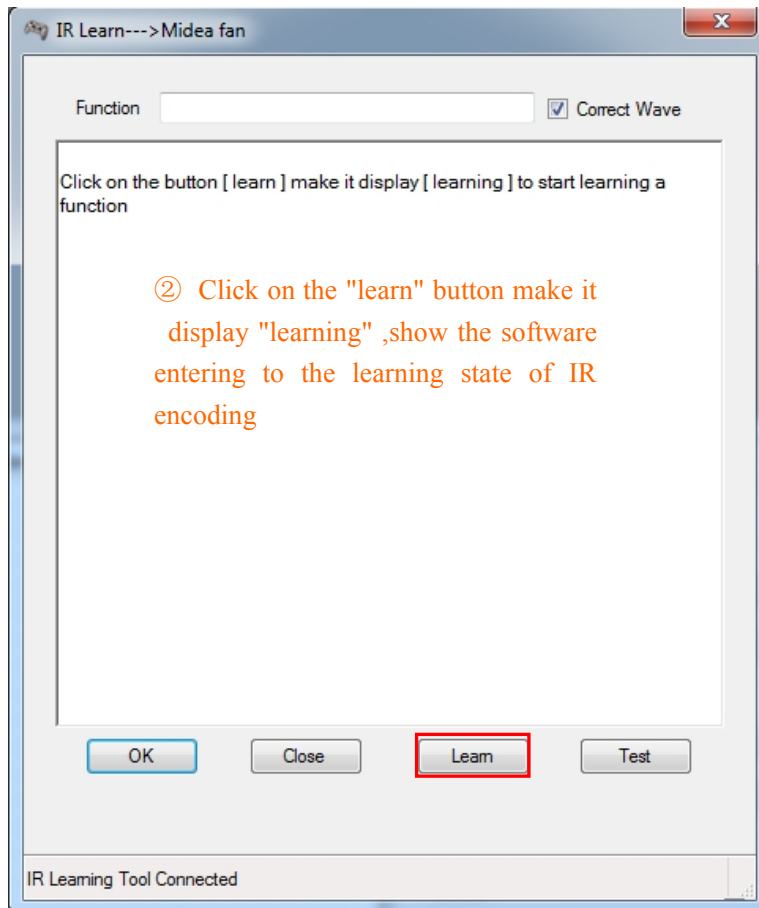 IR Learn--->Midea fan
X
Function
Correct Wave
Click on the button [ learn ] make it display [ learning ] to start learning a
function
② Click on the "learn" button make it
display "learning" ,show the software
entering to the learning state of IR
encoding
OK Close Learn Test
IR Learning Tool Connected